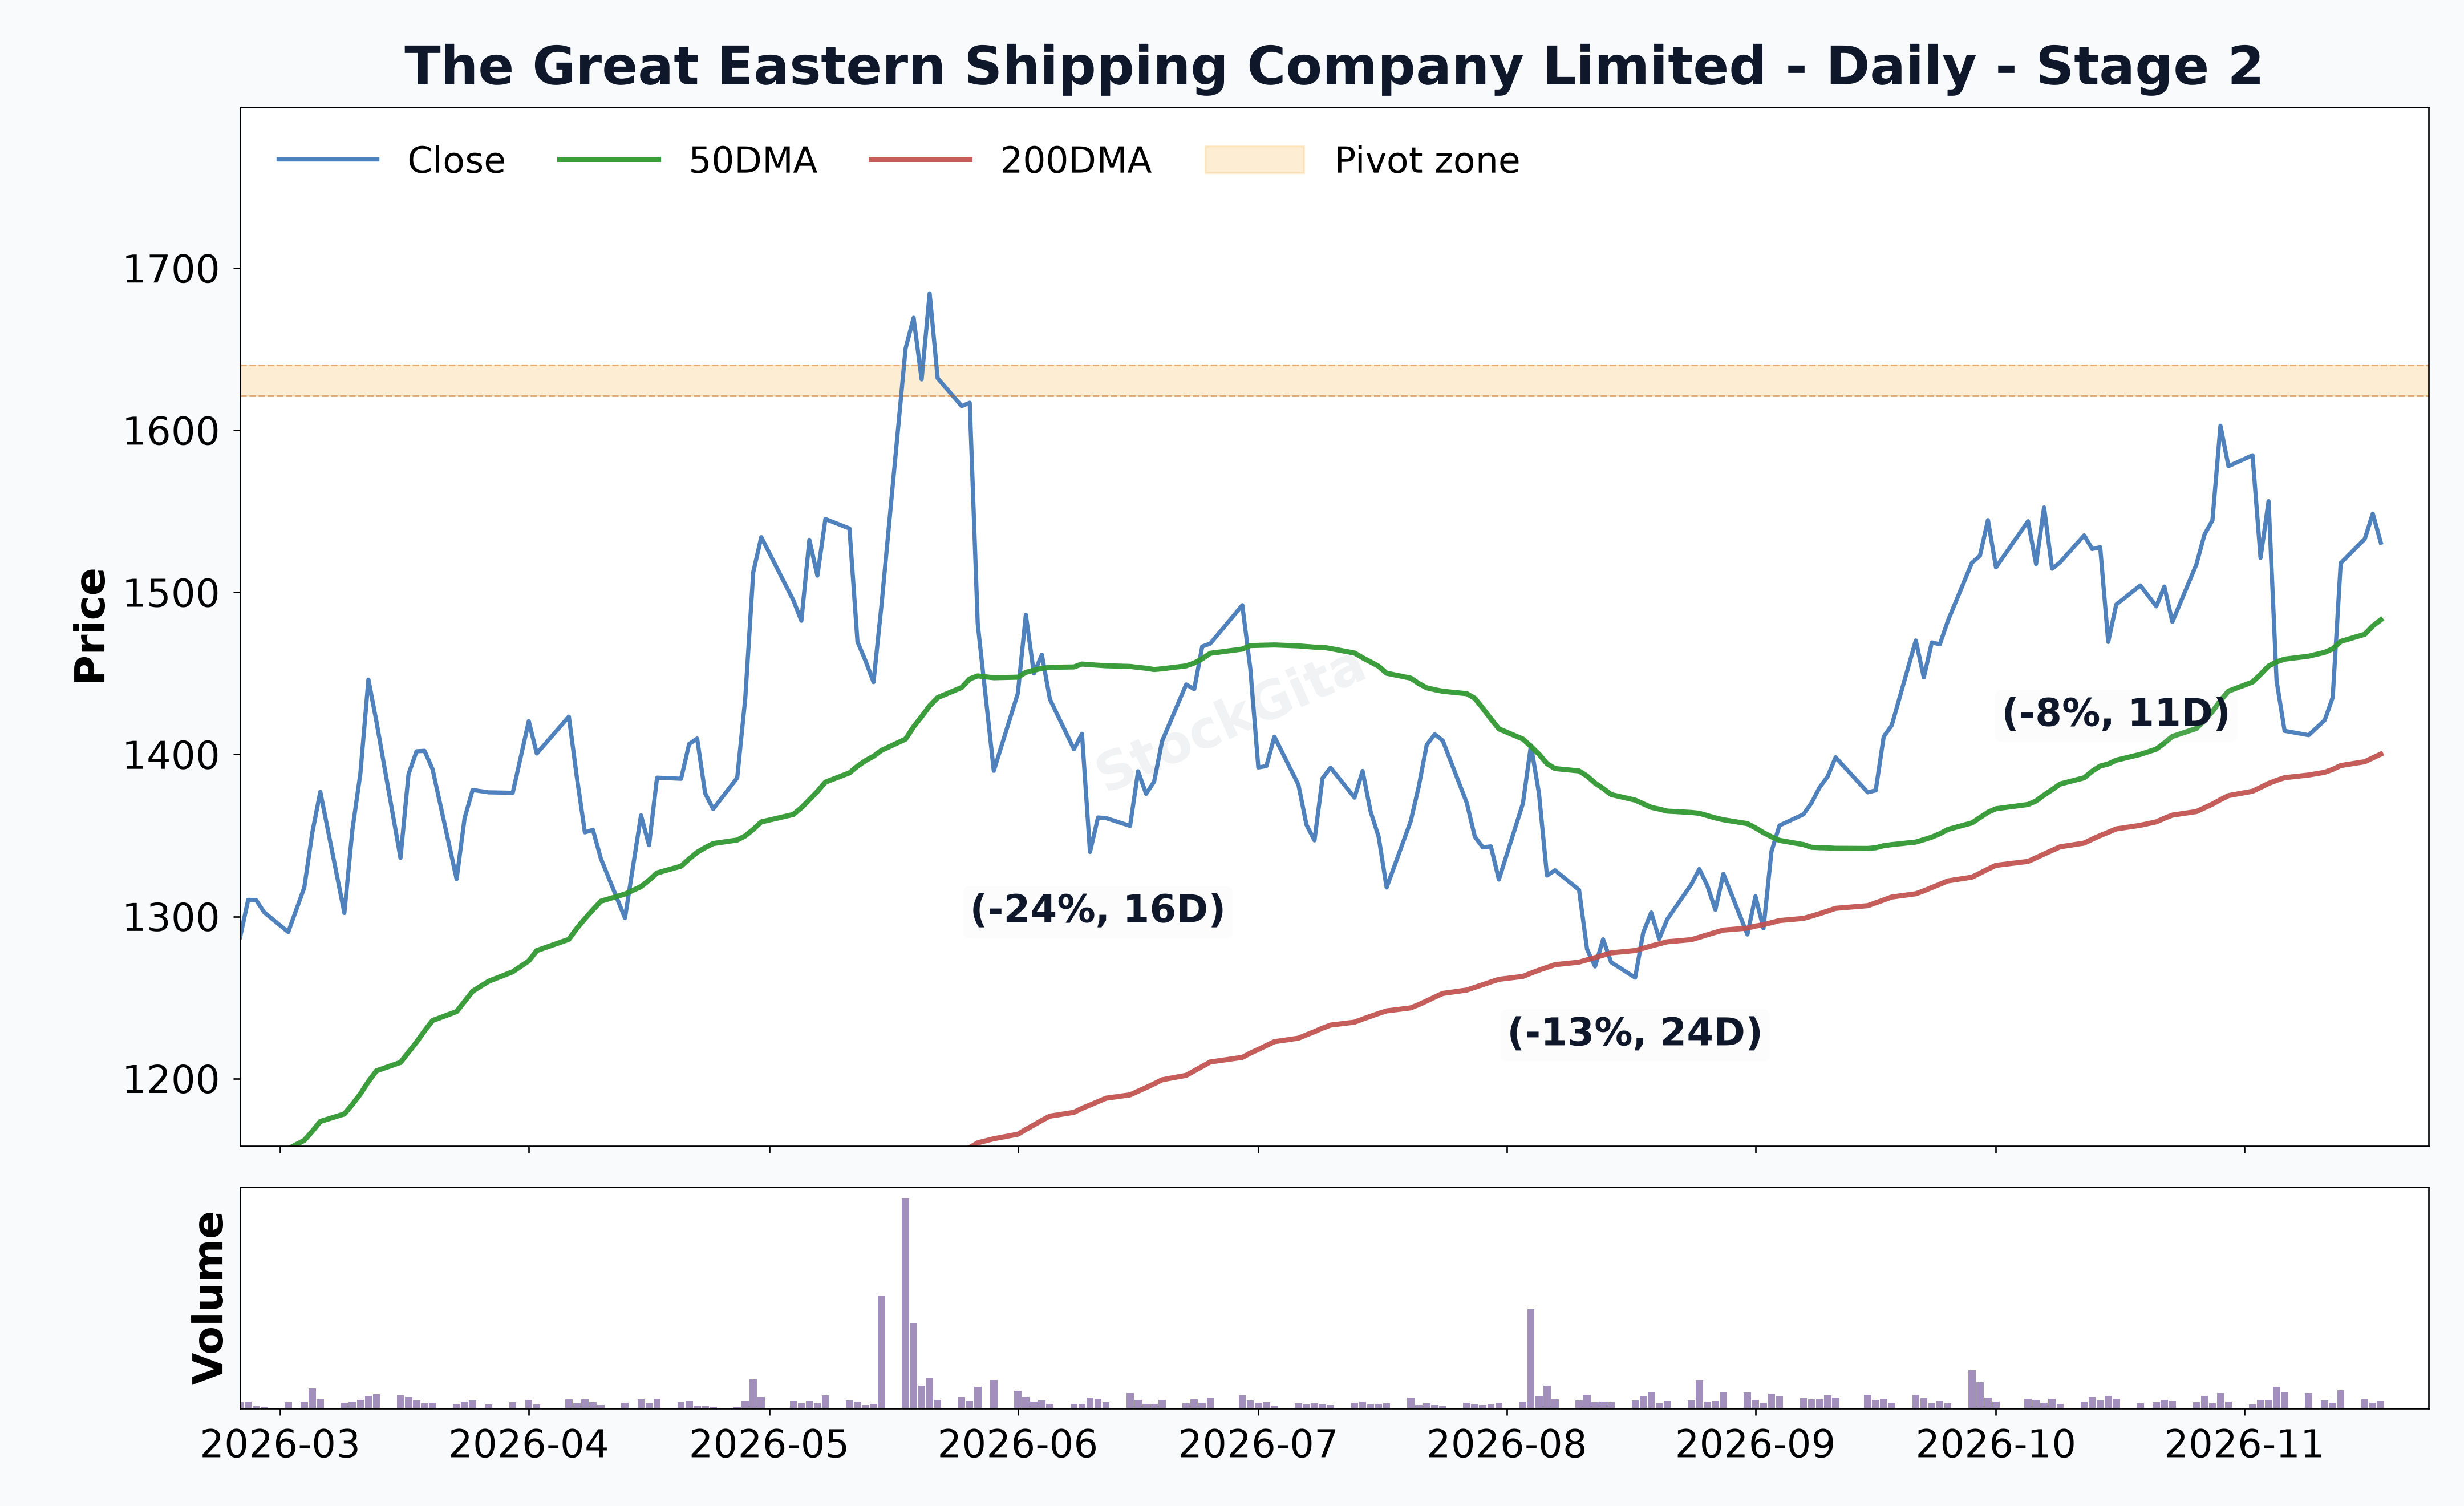 The Great Eastern Shipping Company Limited - Daily - Stage 2
Close 50DMA 200DMA Pivot zone
1700
1600
1500
1400
1300
1200
Price
StockGita
(-24%, 16D)
(-13%, 24D)
(-8%, 11D)
Volume
2026-03 2026-04 2026-05 2026-06 2026-07 2026-08 2026-09 2026-10 2026-11